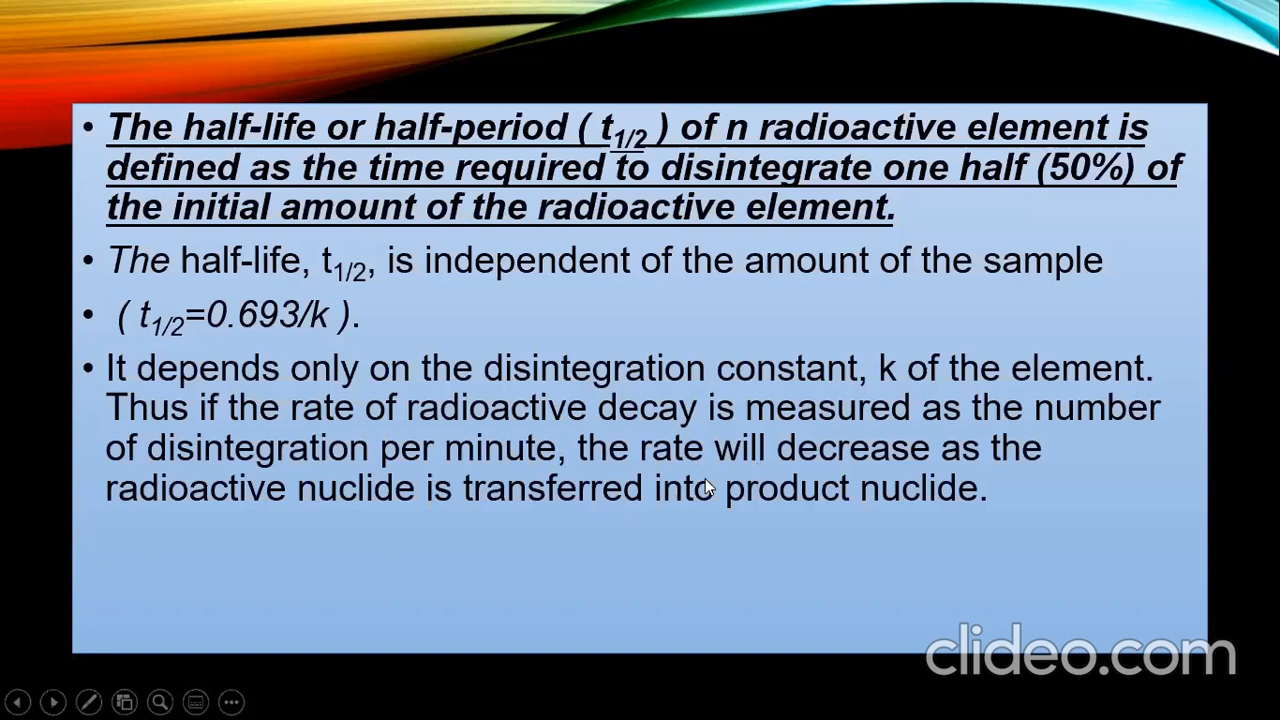 • The half-life or half-period ( t1/2 ) of n radioactive element is
defined as the time required to disintegrate one half (50%) of
the initial amount of the radioactive element.
• The half-life, t1/2, is independent of the amount of the sample
• ( t1/2=0.693/k ).
• It depends only on the disintegration constant, k of the element.
Thus if the rate of radioactive decay is measured as the number
of disintegration per minute, the rate will decrease as the
radioactive nuclide is transferred into product nuclide.
clideo.com